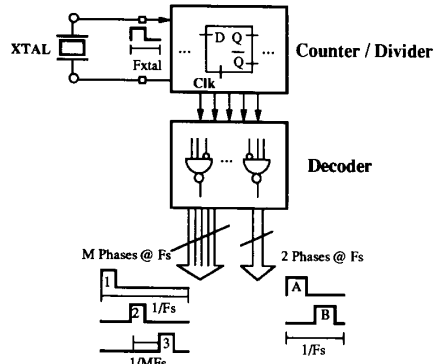 XTAL
Fxtal
...
D Q
Q
...
Clk
Counter / Divider
...
Decoder
M Phases @ Fs
2 Phases @ Fs
1
1/Fs
2
3
1/MFs
A
B
1/Fs